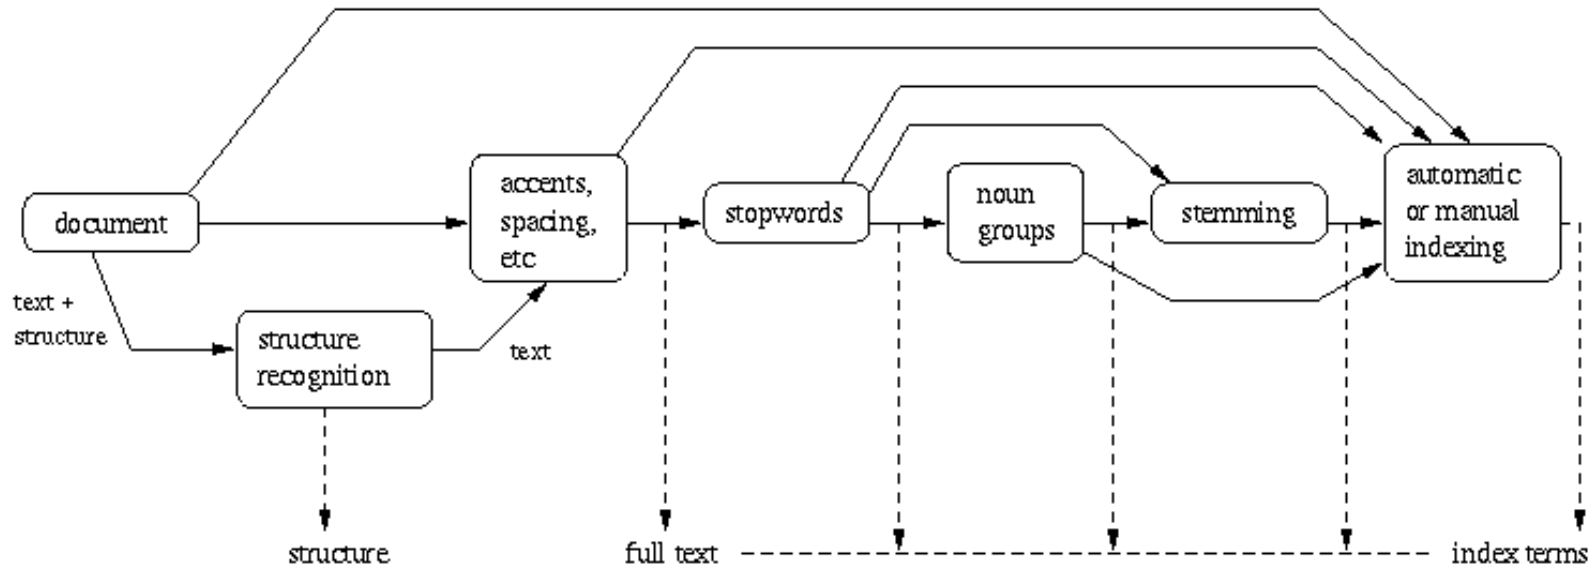 document
text +
structure
structure
recognition
text
accents,
spacing,
etc
stopwords
noun
groups
stemming
automatic
or manual
indexing
structure
full text
index terms